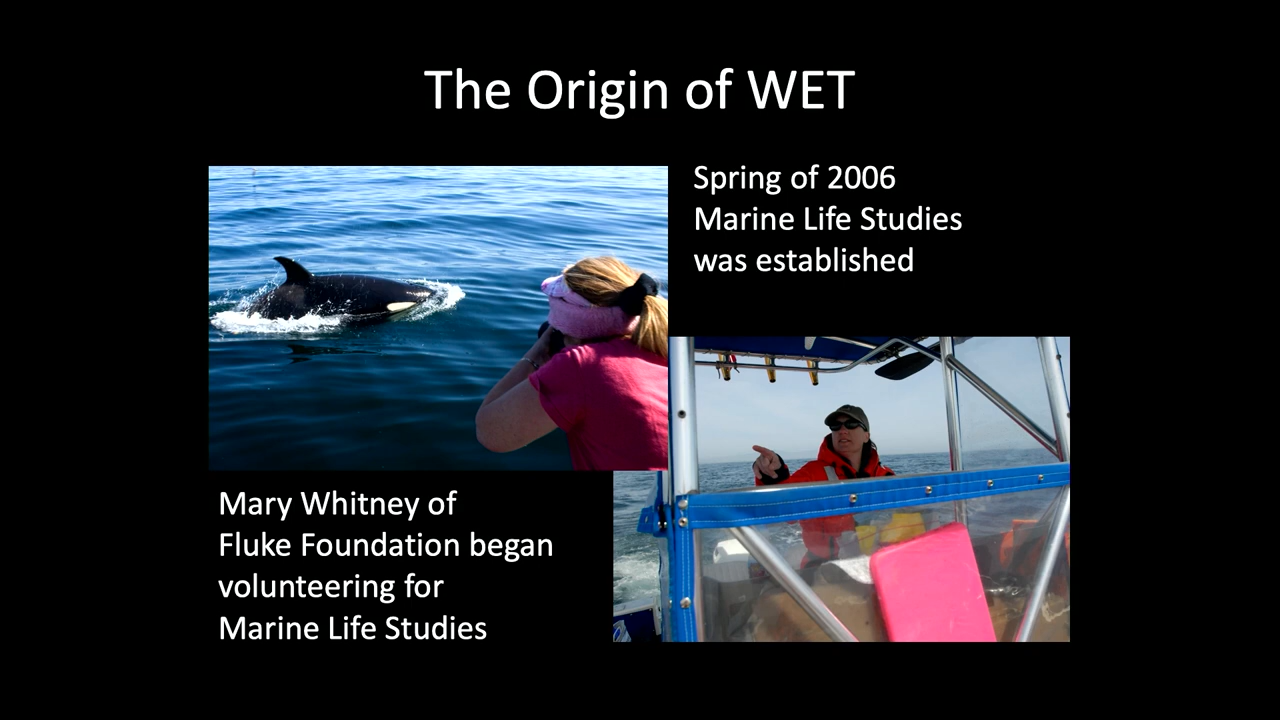 The Origin of WET
Spring of 2006
Marine Life Studies
was established
Mary Whitney of
Fluke Foundation began
volunteering for
Marine Life Studies